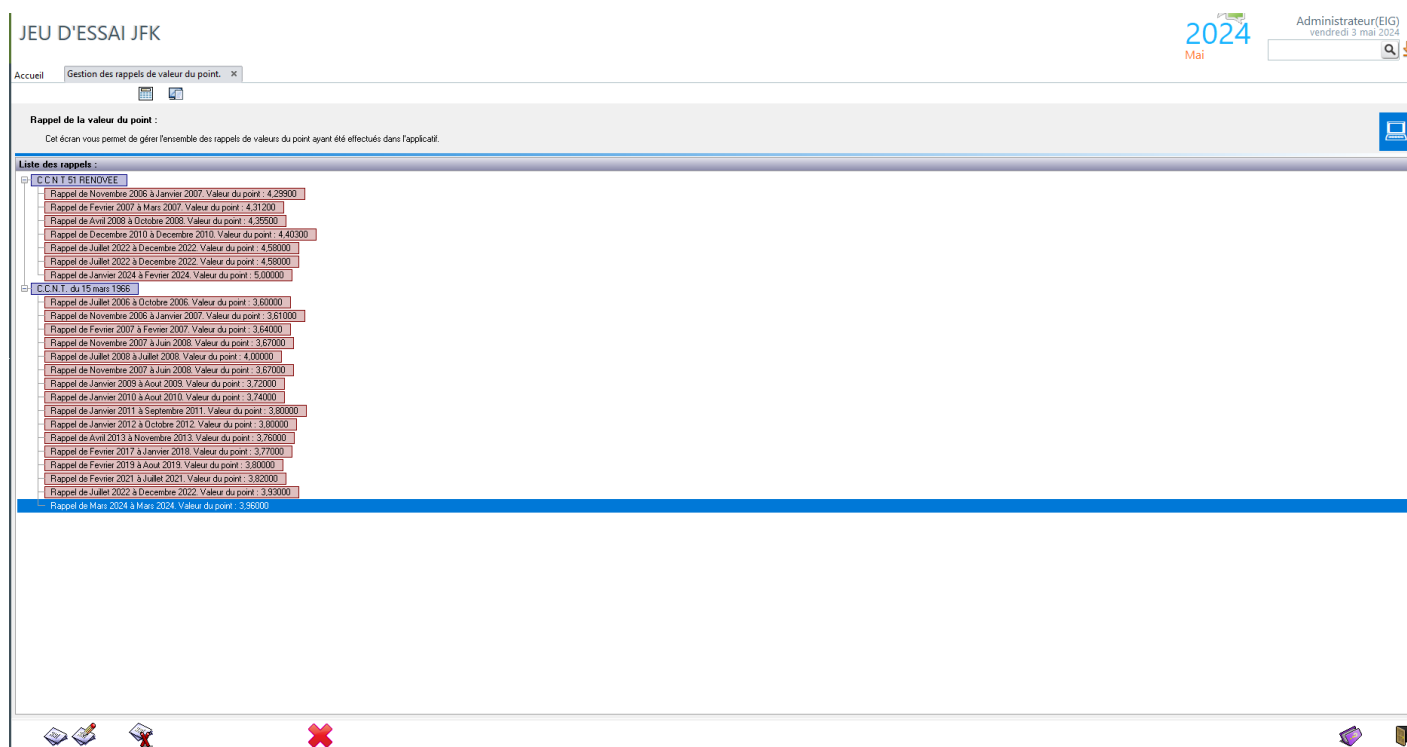 JEU D'ESSAI JFK
2024
Mai
Administrateur(EIG)
vendredi 3 mai 2024
Accueil
Gestion des rappels de valeur du point.
Rappel de la valeur du point :
Cet écran vous permet de gérer l'ensemble des rappels de valeurs du point ayant été effectués dans l'applicatif.
Liste des rappels :
C C N T 51 RENOVEE
Rappel de Novembre 2006 à Janvier 2007. Valeur du point : 4,29900
Rappel de Fevrier 2007 à Mars 2007. Valeur du point : 4,31200
Rappel de Avril 2008 à Octobre 2008. Valeur du point : 4,35500
Rappel de Decembre 2010 à Decembre 2010. Valeur du point : 4,40300
Rappel de Juillet 2022 à Decembre 2022. Valeur du point : 4,58000
Rappel de Juillet 2022 à Decembre 2022. Valeur du point : 4,58000
Rappel de Janvier 2024 à Fevrier 2024. Valeur du point : 5,00000
C.C.N.T. du 15 mars 1966
Rappel de Juillet 2006 à Octobre 2006. Valeur du point : 3,60000
Rappel de Novembre 2006 à Janvier 2007. Valeur du point : 3,61000
Rappel de Fevrier 2007 à Fevrier 2007. Valeur du point : 3,64000
Rappel de Novembre 2007 à Juin 2008. Valeur du point : 3,67000
Rappel de Juillet 2008 à Juillet 2008. Valeur du point : 4,00000
Rappel de Novembre 2007 à Juin 2008. Valeur du point : 3,67000
Rappel de Janvier 2009 à Aout 2009. Valeur du point : 3,72000
Rappel de Janvier 2010 à Aout 2010. Valeur du point : 3,74000
Rappel de Janvier 2011 à Septembre 2011. Valeur du point : 3,80000
Rappel de Janvier 2012 à Octobre 2012. Valeur du point : 3,80000
Rappel de Avril 2013 à Novembre 2013. Valeur du point : 3,76000
Rappel de Fevrier 2017 à Janvier 2018. Valeur du point : 3,77000
Rappel de Fevrier 2019 à Aout 2019. Valeur du point : 3,80000
Rappel de Fevrier 2021 à Juillet 2021. Valeur du point : 3,82000
Rappel de Juillet 2022 à Decembre 2022. Valeur du point : 3,93000
Rappel de Mars 2024 à Mars 2024. Valeur du point : 3,96000